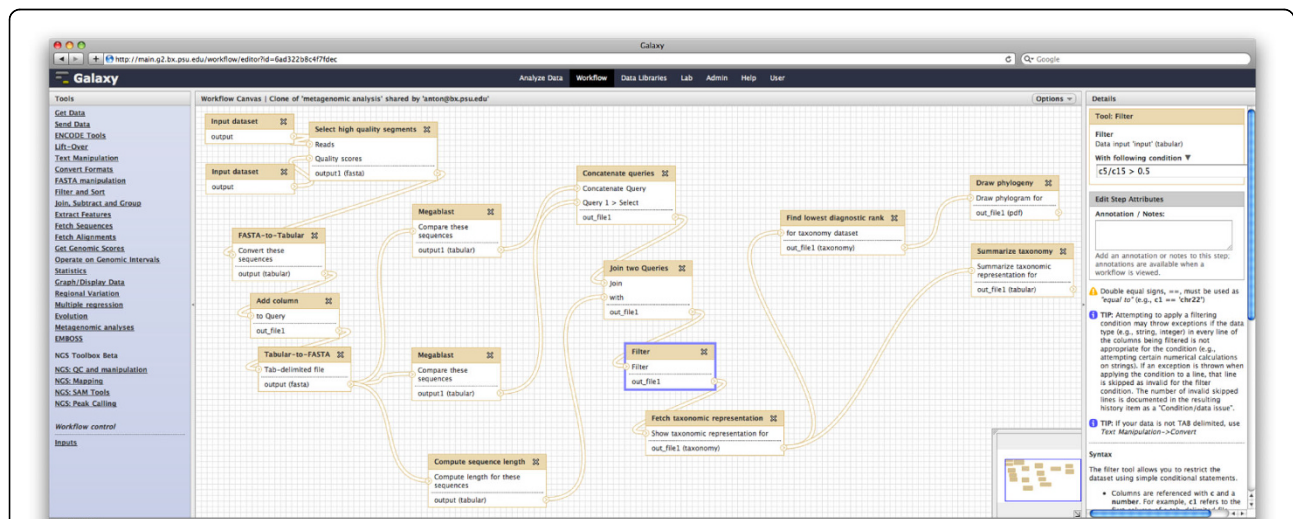 Galaxy
http://main.g2.bx.psu.edu/workflow/editor?id=6ad322b8c4f7fdec
Google
Galaxy
Analyze Data Workflow Data Libraries Lab Admin Help User
Tools
Get Data
Send Data
ENCODE Tools
Lift-Over
Text Manipulation
Convert Formats
FASTA manipulation
Filter and Sort
Join, Subtract and Group
Extract Features
Fetch Sequences
Fetch Alignments
Get Genomic Scores
Operate on Genomic Intervals
Statistics
Graph/Display Data
Regional Variation
Multiple regression
Evolution
Metagenomic analyses
EMBOSS
NGS Toolbox Beta
NGS: QC and manipulation
NGS: Mapping
NGS: SAM Tools
NGS: Peak Calling
Workflow control
Inputs
Workflow Canvas | Clone of 'metagenomic analysis' shared by 'anton@bx.psu.edu'
Options
Input dataset
output
Input dataset
output
Select high quality segments
Reads
Quality scores
output1 (fasta)
FASTA-to-Tabular
Convert these
sequences
output (tabular)
Add column
to Query
out_file1
Tabular-to-FASTA
Tab-delimited file
output (fasta)
Megablast
Compare these
sequences
output1 (tabular)
Megablast
Compare these
sequences
output1 (tabular)
Compute sequence length
Compute length for these
sequences
output (tabular)
Concatenate queries
Concatenate Query
Query 1 > Select
out_file1
Join two Queries
Join
with
out_file1
Filter
Filter
out_file1
Fetch taxonomic representation
Show taxonomic representation for
out_file1 (taxonomy)
Find lowest diagnostic rank
for taxonomy dataset
out_file1 (taxonomy)
Draw phylogeny
Draw phylogram for
out_file1 (pdf)
Summarize taxonomy
Summarize taxonomic
representation for
out_file1 (tabular)
Details
Tool: Filter
Filter
Data input 'input' (tabular)
With following condition
c5/c15 > 0.5
Edit Step Attributes
Annotation / Notes:
Add an annotation or notes to this step;
annotations are available when a
workflow is viewed.
Double equal signs, ==, must be used as
"equal to" (e.g., c1 == 'chr22')
TIP: Attempting to apply a filtering
condition may throw exceptions if the data
type (e.g., string, integer) in every line of
the columns being filtered is not
appropriate for the condition (e.g.,
attempting certain numerical calculations
on strings). If an exception is thrown when
applying the condition to a line, that line
is skipped as invalid for the filter
condition. The number of invalid skipped
lines is documented in the resulting
history item as a "Condition/data issue".
TIP: If your data is not TAB delimited, use
Text Manipulation->Convert
Syntax
The filter tool allows you to restrict the
dataset using simple conditional statements.
Columns are referenced with c and a
number. For example, c1 refers to the